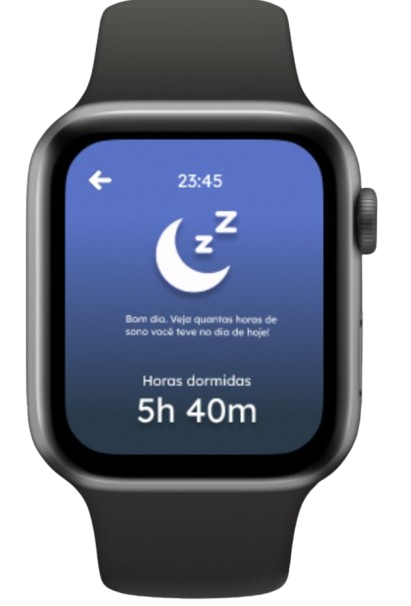 23:45
z z
Bom dia. Veja quantas horas de
sono você teve no dia de hoje!
Horas dormidas
5h 40m